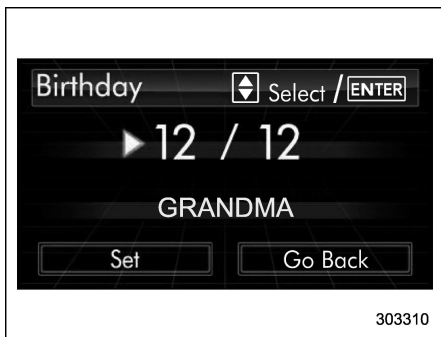 Birthday Select / ENTER
12 / 12
GRANDMA
Set Go Back
303310